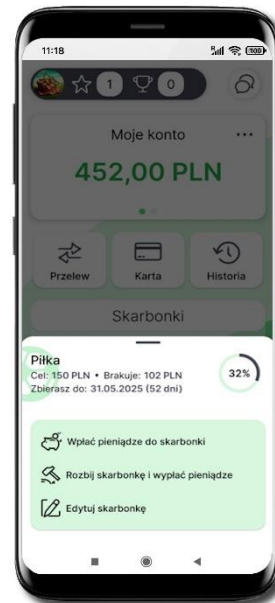 11:18
100
1
0
Moje konto
452,00 PLN
Przelew
Karta
Historia
Skarbonki
Piłka
Cel: 150 PLN • Brakuje: 102 PLN
Zbierasz do: 31.05.2025 (52 dni)
32%
Wpłać pieniądze do skarbonki
Rozbij skarbonkę i wypłać pieniądze
Edytuj skarbonkę